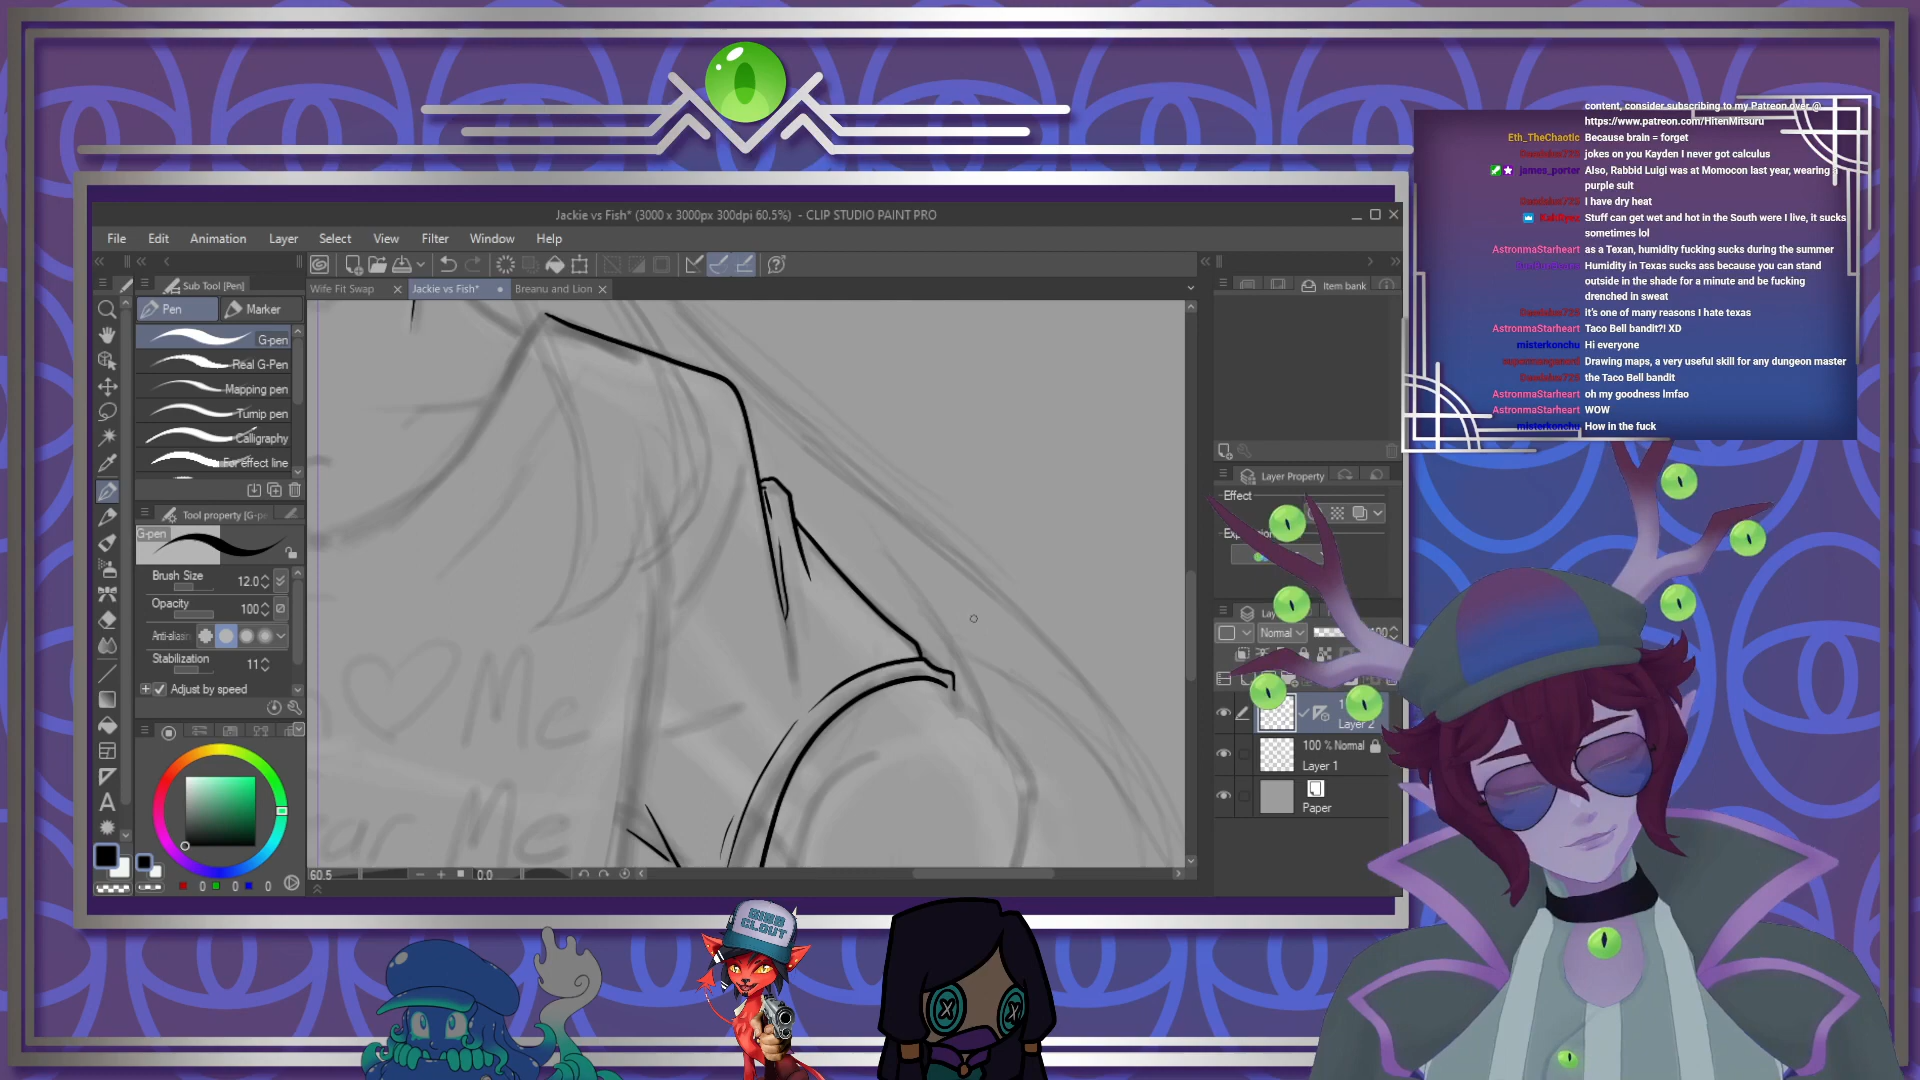 content, consider subscribing to my Patreon over @
https://www.patreon.com/HitenMitsuru
Eth_TheChaotic Because brain = forget
jokes on you Kayden I never got calculus
james_porter Also, Rabbid Luigi was at Momocon last year, wearing a
purple suit
I have dry heat
Stuff can get wet and hot in the South were I live, it sucks
sometimes lol
AstronmaStarheart as a Texan, humidity fucking sucks during the summer
Humidity in Texas sucks ass because you can stand
outside in the shade for a minute and be fucking
drenched in sweat
it's one of many reasons I hate texas
AstronmaStarheart Taco Bell bandit?! XD
misterkonchu Hi everyone
Drawing maps, a very useful skill for any dungeon master
the Taco Bell bandit
AstronmaStarheart oh my goodness lmfao
AstronmaStarheart WOW
misterkonchu How in the fuck
Jackie vs Fish* (3000 x 3000px 300dpi 60.5%) - CLIP STUDIO PAINT PRO
File Edit Animation Layer Select View Filter Window Help
Sub Tool [Pen]
Wife Fit Swap Jackie vs Fish* Breanu and Lion
Item bank
Pen Marker
G-pen
Real G-Pen
Mapping pen
Turnip pen
Calligraphy
For effect line
Tool property [G-pe
G-pen
Brush Size 12.0
Opacity 100
Anti-aliasin
Stabilization 11
Adjust by speed
0 0 0
60.5 0.0
Me
ar Me
Layer Property
Effect
Normal
Layer 2
100 % Normal
Layer 1
Paper
BIBB
CLOUT